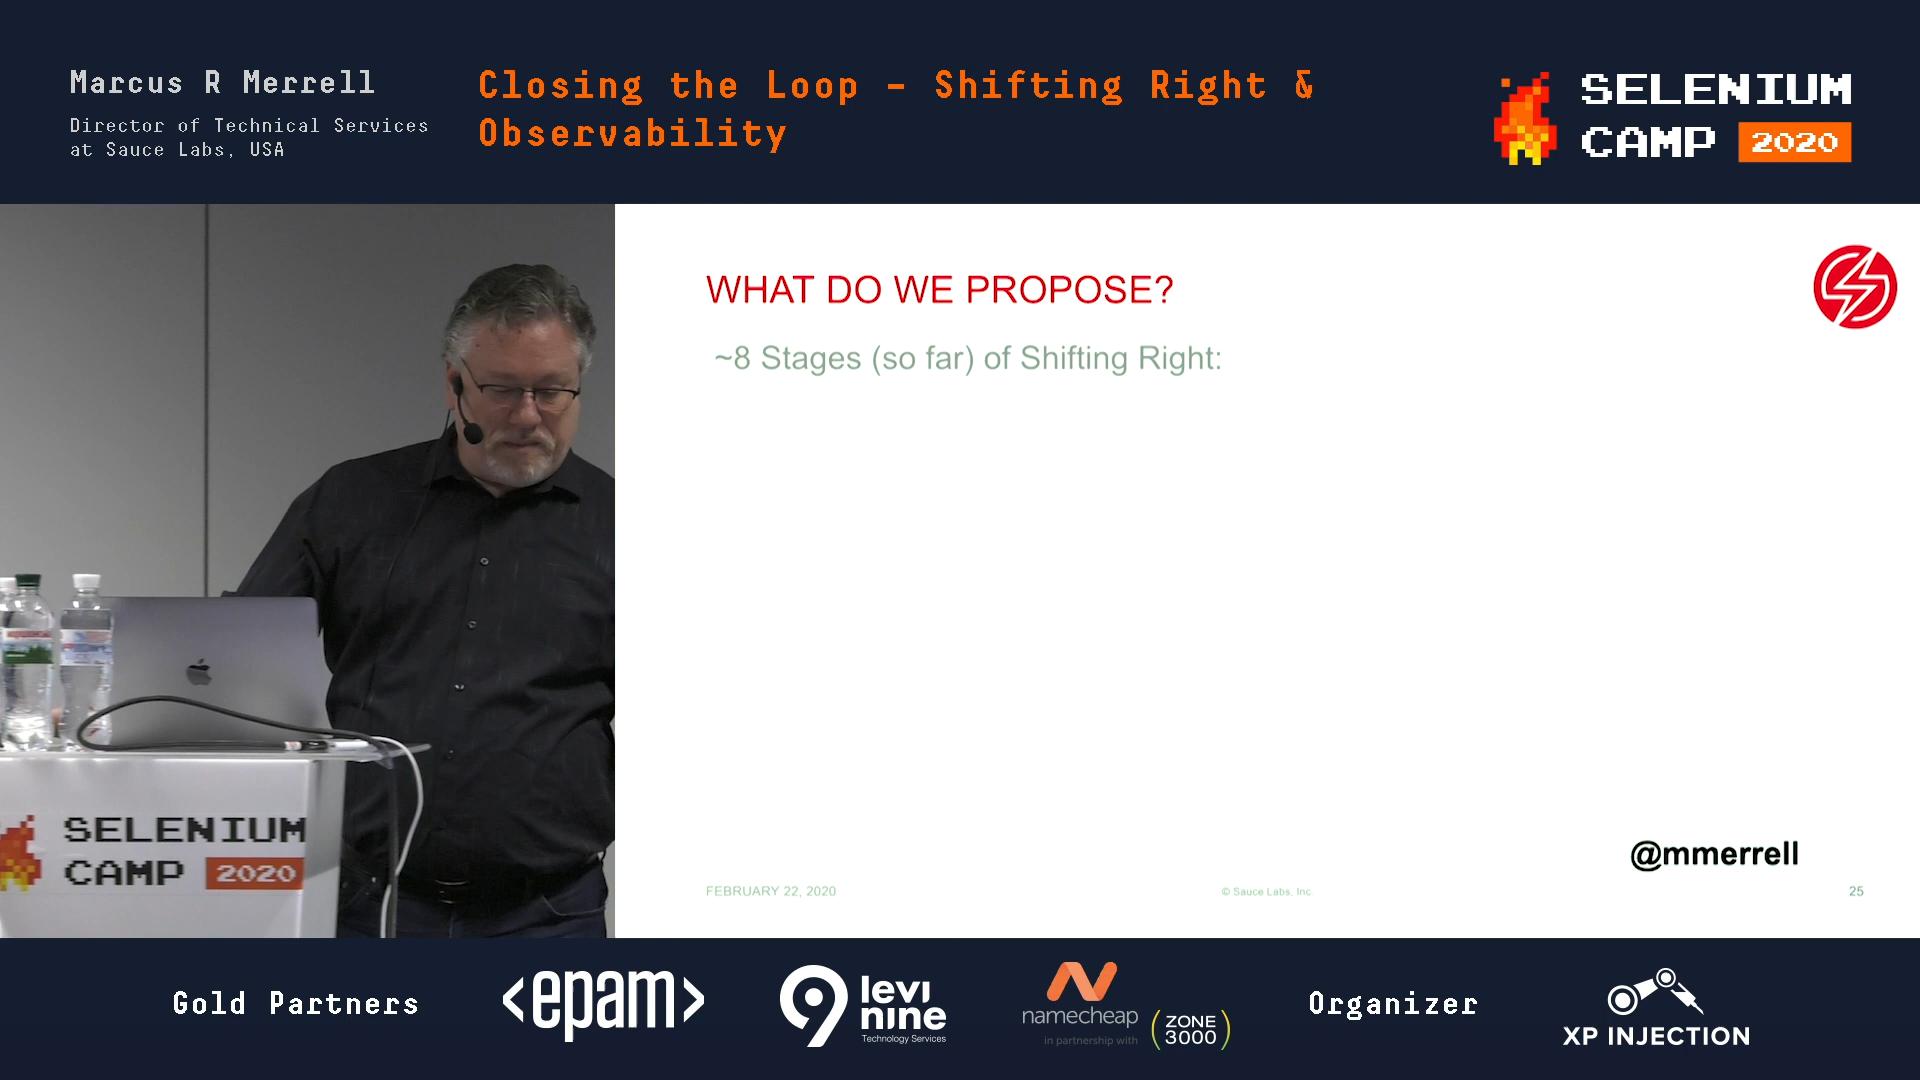 Marcus R Merrell
Director of Technical Services
at Sauce Labs, USA
Closing the Loop – Shifting Right &
Observability
SELENIUM
CAMP 2020
WHAT DO WE PROPOSE?
~8 Stages (so far) of Shifting Right:
@mmerrell
FEBRUARY 22, 2020
© Sauce Labs, Inc.
25
SELENIUM
CAMP 2020
Gold Partners
<epam>
9 levi
nine
Technology Services
namecheap
in partnership with
(ZONE
3000)
Organizer
XP INJECTION